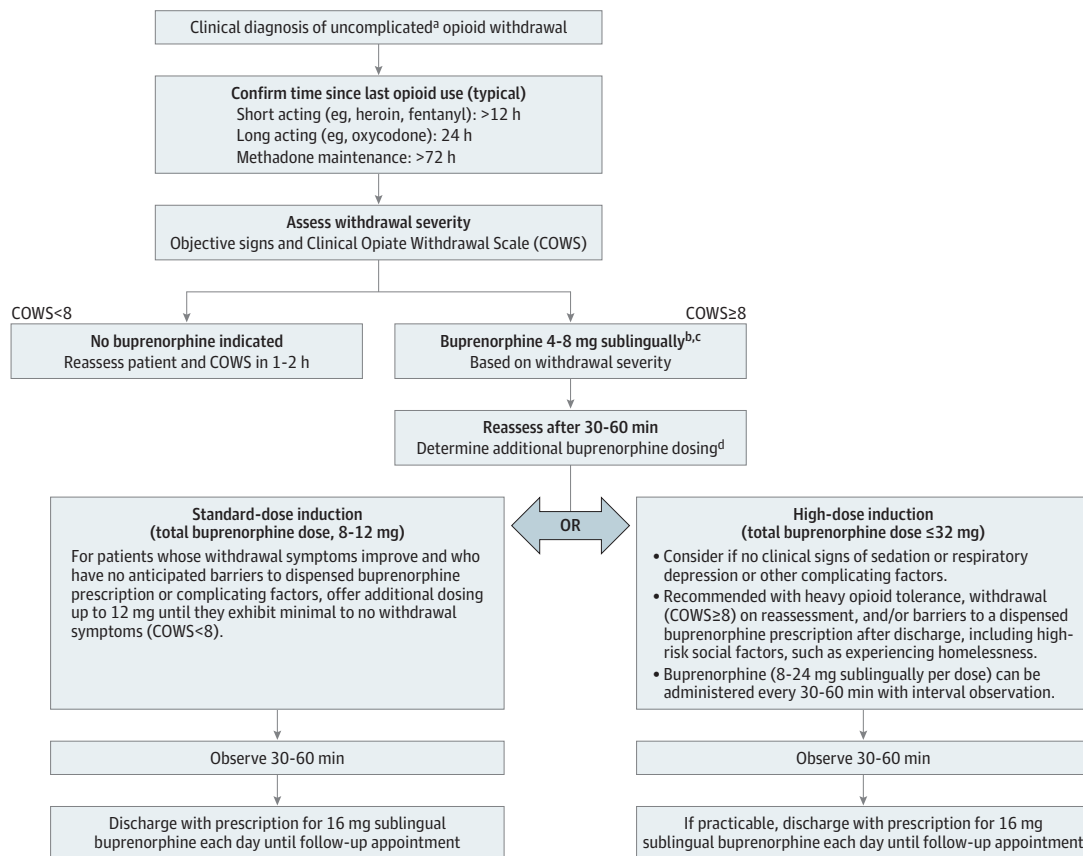 Clinical diagnosis of uncomplicatedᵃ opioid withdrawal
Confirm time since last opioid use (typical)
Short acting (eg, heroin, fentanyl): >12 h
Long acting (eg, oxycodone): 24 h
Methadone maintenance: >72 h
Assess withdrawal severity
Objective signs and Clinical Opiate Withdrawal Scale (COWS)
COWS<8
COWS≥8
No buprenorphine indicated
Reassess patient and COWS in 1-2 h
Buprenorphine 4-8 mg sublinguallyᵇ,ᶜ
Based on withdrawal severity
Reassess after 30-60 min
Determine additional buprenorphine dosingᵈ
Standard-dose induction
(total buprenorphine dose, 8-12 mg)
For patients whose withdrawal symptoms improve and who
have no anticipated barriers to dispensed buprenorphine
prescription or complicating factors, offer additional dosing
up to 12 mg until they exhibit minimal to no withdrawal
symptoms (COWS<8).
OR
High-dose induction
(total buprenorphine dose ≤32 mg)
• Consider if no clinical signs of sedation or respiratory
depression or other complicating factors.
• Recommended with heavy opioid tolerance, withdrawal
(COWS≥8) on reassessment, and/or barriers to a dispensed
buprenorphine prescription after discharge, including high-
risk social factors, such as experiencing homelessness.
• Buprenorphine (8-24 mg sublingually per dose) can be
administered every 30-60 min with interval observation.
Observe 30-60 min
Observe 30-60 min
Discharge with prescription for 16 mg sublingual
buprenorphine each day until follow-up appointment
If practicable, discharge with prescription for 16 mg
sublingual buprenorphine each day until follow-up appointment